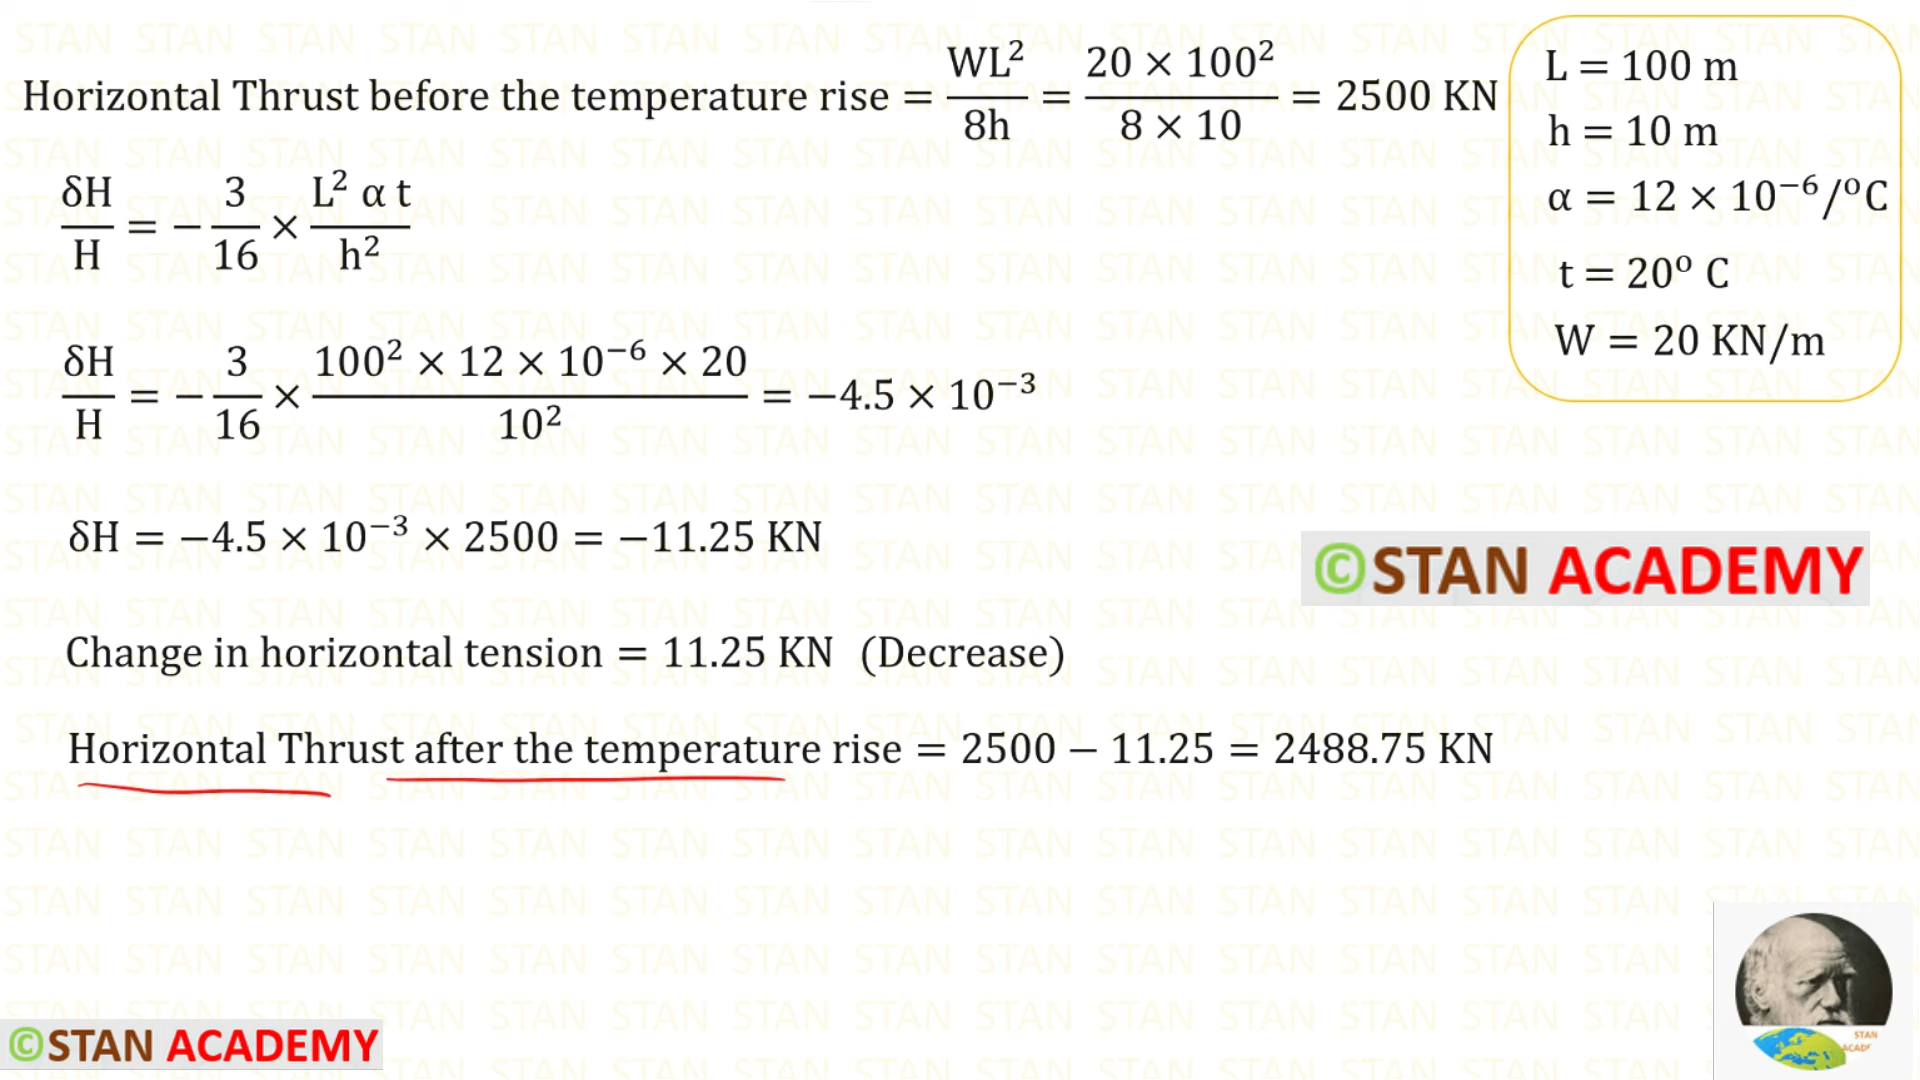 Horizontal Thrust before the temperature rise = WL²/8h = 20 × 100²/8 × 10 = 2500 KN
L = 100 m
h = 10 m
α = 12 × 10⁻⁶/°C
t = 20° C
W = 20 KN/m
δH/H = −3/16 × L² α t/h²
δH/H = −3/16 × 100² × 12 × 10⁻⁶ × 20/10² = −4.5 × 10⁻³
δH = −4.5 × 10⁻³ × 2500 = −11.25 KN
©STAN ACADEMY
Change in horizontal tension = 11.25 KN (Decrease)
Horizontal Thrust after the temperature rise = 2500 − 11.25 = 2488.75 KN
©STAN ACADEMY
STAN